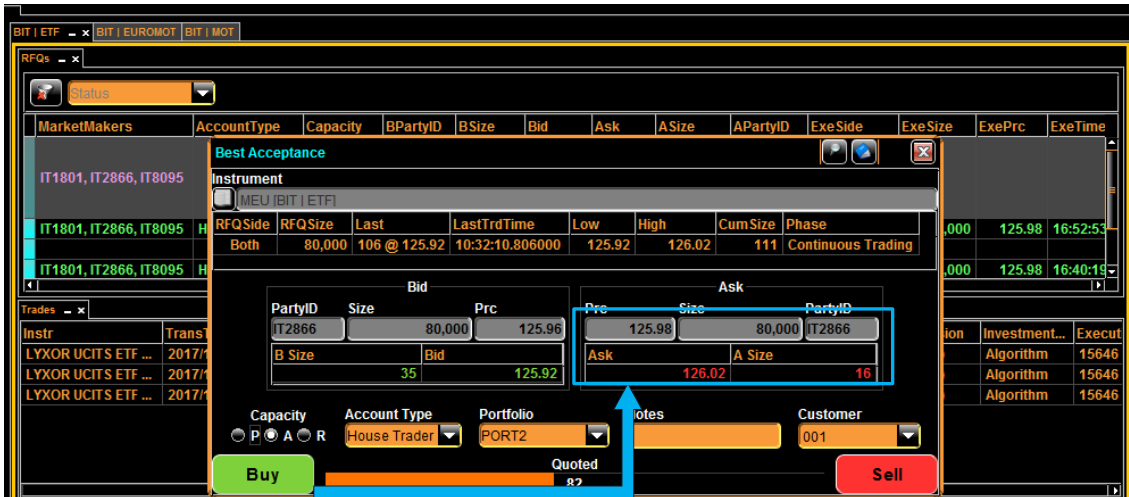 BIT | ETF BIT | EUROMOT BIT | MOT
RFQs
Status
MarketMakers AccountType Capacity BPartyID BSize Bid Ask ASize APartyID ExeSide ExeSize ExePrc ExeTime
Best Acceptance
IT1801, IT2866, IT8095
Instrument
MEU [BIT | ETF]
RFQSide RFQSize Last LastTrdTime Low High CumSize Phase
IT1801, IT2866, IT8095 H ,000 125.98 16:52:53
Both 80,000 106 @ 125.92 10:32:10.806000 125.92 126.02 111 Continuous Trading
IT1801, IT2866, IT8095 H ,000 125.98 16:40:19
Bid Ask
Trades
PartyID Size Prc Prc Size PartyID
IT2866 80,000 125.96 125.98 80,000 IT2866
Instr TransT ion Investment... Execut
B Size Bid Ask A Size
LYXOR UCITS ETF ... 2017/1 Algorithm 15646
35 125.92 126.02 16
LYXOR UCITS ETF ... 2017/1 Algorithm 15646
LYXOR UCITS ETF ... 2017/1 Algorithm 15646
Capacity Account Type Portfolio Notes Customer
P A R House Trader PORT2 001
Quoted
Buy 82 Sell